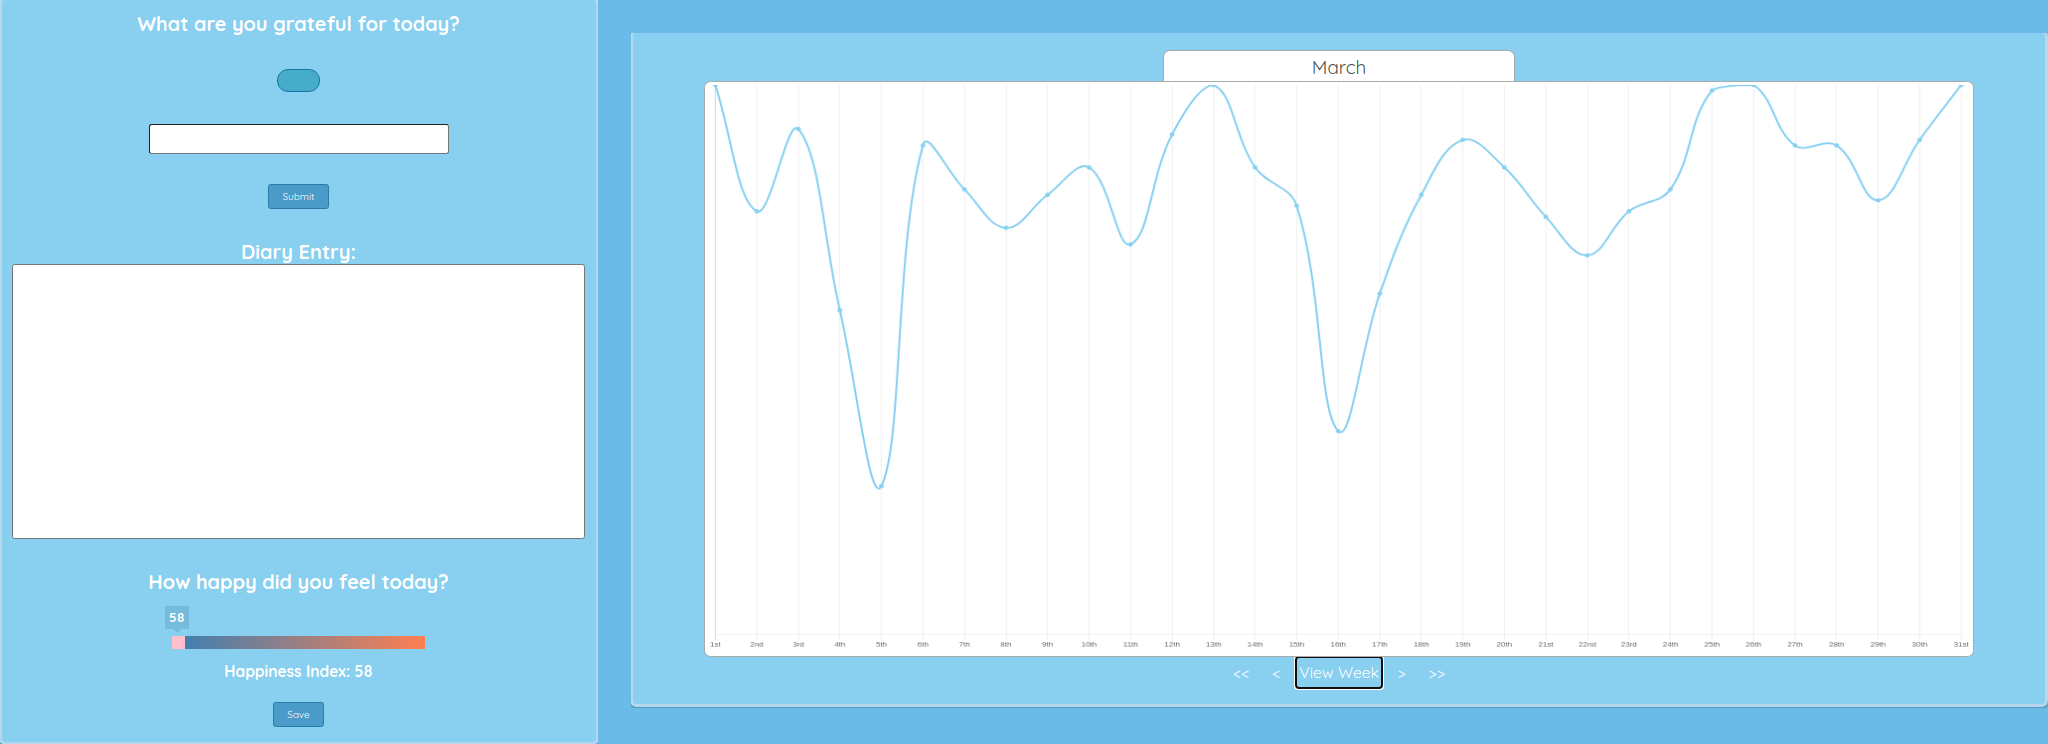 What are you grateful for today?
Submit
Diary Entry:
How happy did you feel today?
58
Happiness Index: 58
Save
March
1st 2nd 3rd 4th 5th 6th 7th 8th 9th 10th 11th 12th 13th 14th 15th 16th 17th 18th 19th 20th 21st 22nd 23rd 24th 25th 26th 27th 28th 29th 30th 31st
<< < View Week > >>